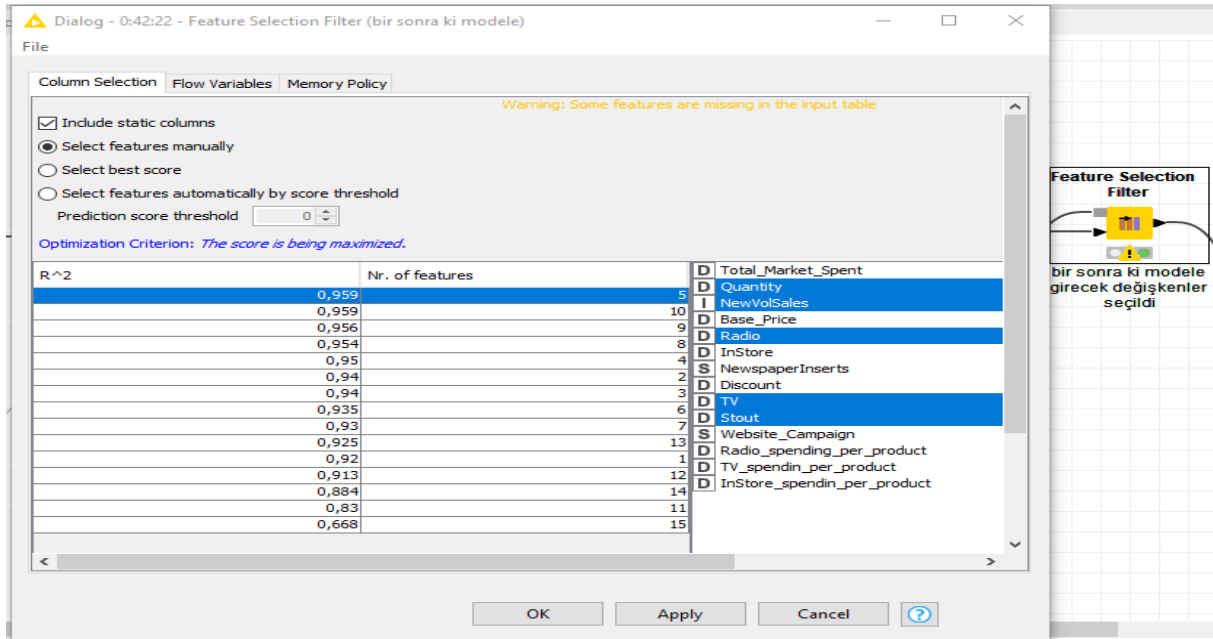 Dialog - 0:42:22 - Feature Selection Filter (bir sonra ki modele)
File
Column Selection Flow Variables Memory Policy
Warning: Some features are missing in the input table
Include static columns
Select features manually
Select best score
Select features automatically by score threshold
Prediction score threshold 0
Optimization Criterion: The score is being maximized.
R^2 Nr. of features
0,959 5
0,959 10
0,956 9
0,954 8
0,95 4
0,94 2
0,94 3
0,935 6
0,93 7
0,925 13
0,92 1
0,913 12
0,884 14
0,83 11
0,668 15
D Total_Market_Spent
D Quantity
I NewVolSales
D Base_Price
D Radio
D InStore
S NewspaperInserts
D Discount
D TV
D Stout
S Website_Campaign
D Radio_spending_per_product
D TV_spendin_per_product
D InStore_spendin_per_product
OK Apply Cancel ?
Feature Selection
Filter
bir sonra ki modele
girecek değişkenler
seçildi